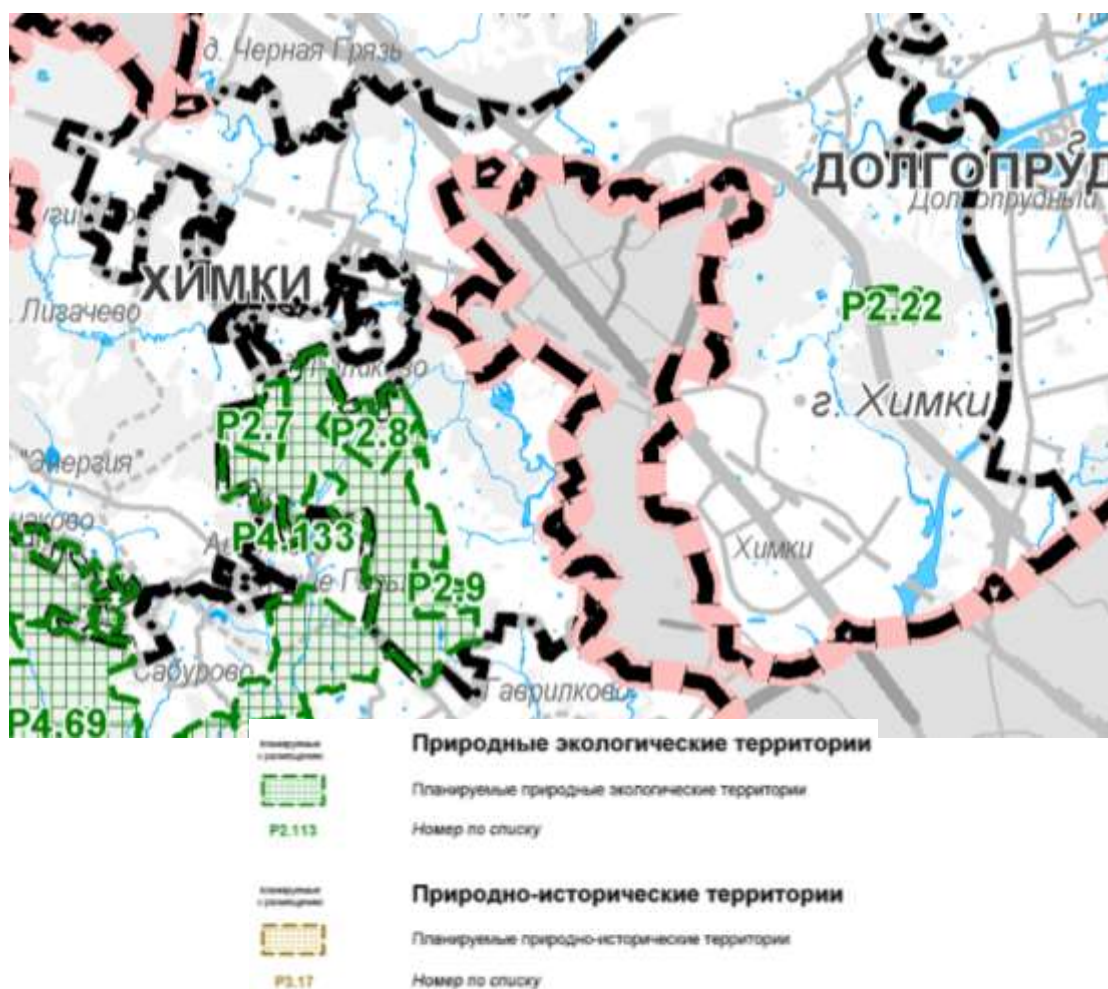 д. Черная Грязь
ДОЛГОПРУД
Долгопрудный
ХИМКИ
Лигачево
P2.22
г. Химки
P2.7
P2.8
"Энергия"
P4.133
Химки
P2.9
Сабурово
Гаврилково
P4.69
Природные экологические территории
Планируемые природные экологические территории
P2.113
Номер по списку
Природно-исторические территории
Планируемые природно-исторические территории
P3.17
Номер по списку